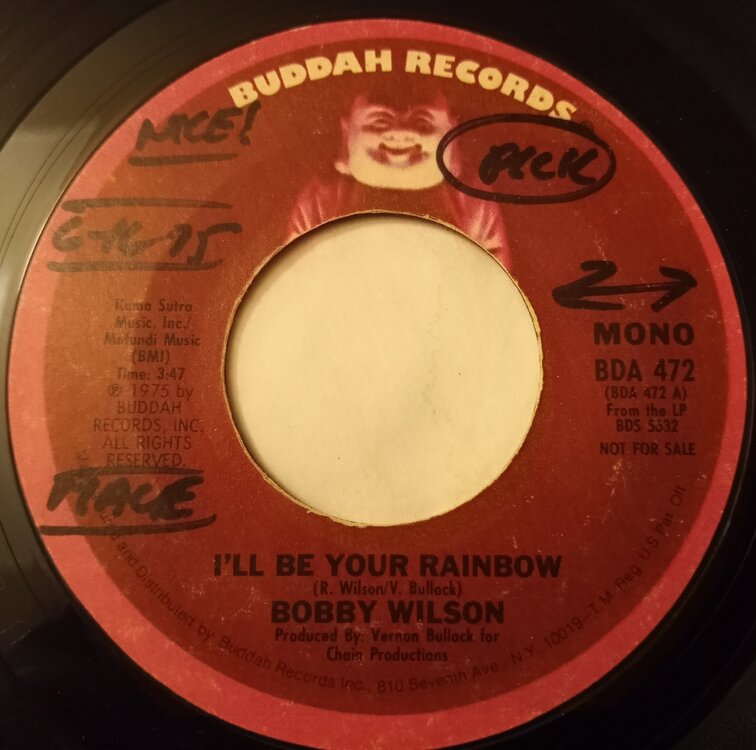 BUDDAH RECORDS
NICE!
PICK
6-16-75
Kama Sutra
Music, Inc./
Mafundi Music
(BMI)
Time: 3:47
℗ 1975 by
BUDDAH
RECORDS, INC.
ALL RIGHTS
RESERVED.
MONO
BDA 472
(BDA 472 A)
From the LP
BDS 5332
NOT FOR SALE
I'LL BE YOUR RAINBOW
(R. Wilson/V. Bullock)
BOBBY WILSON
Produced By: Vernon Bullock for
Chain Productions
and Distributed by Buddah Records Inc., 810 Seventh Ave., N.Y. 10019-T.M. Reg. U.S. Pat. Off.